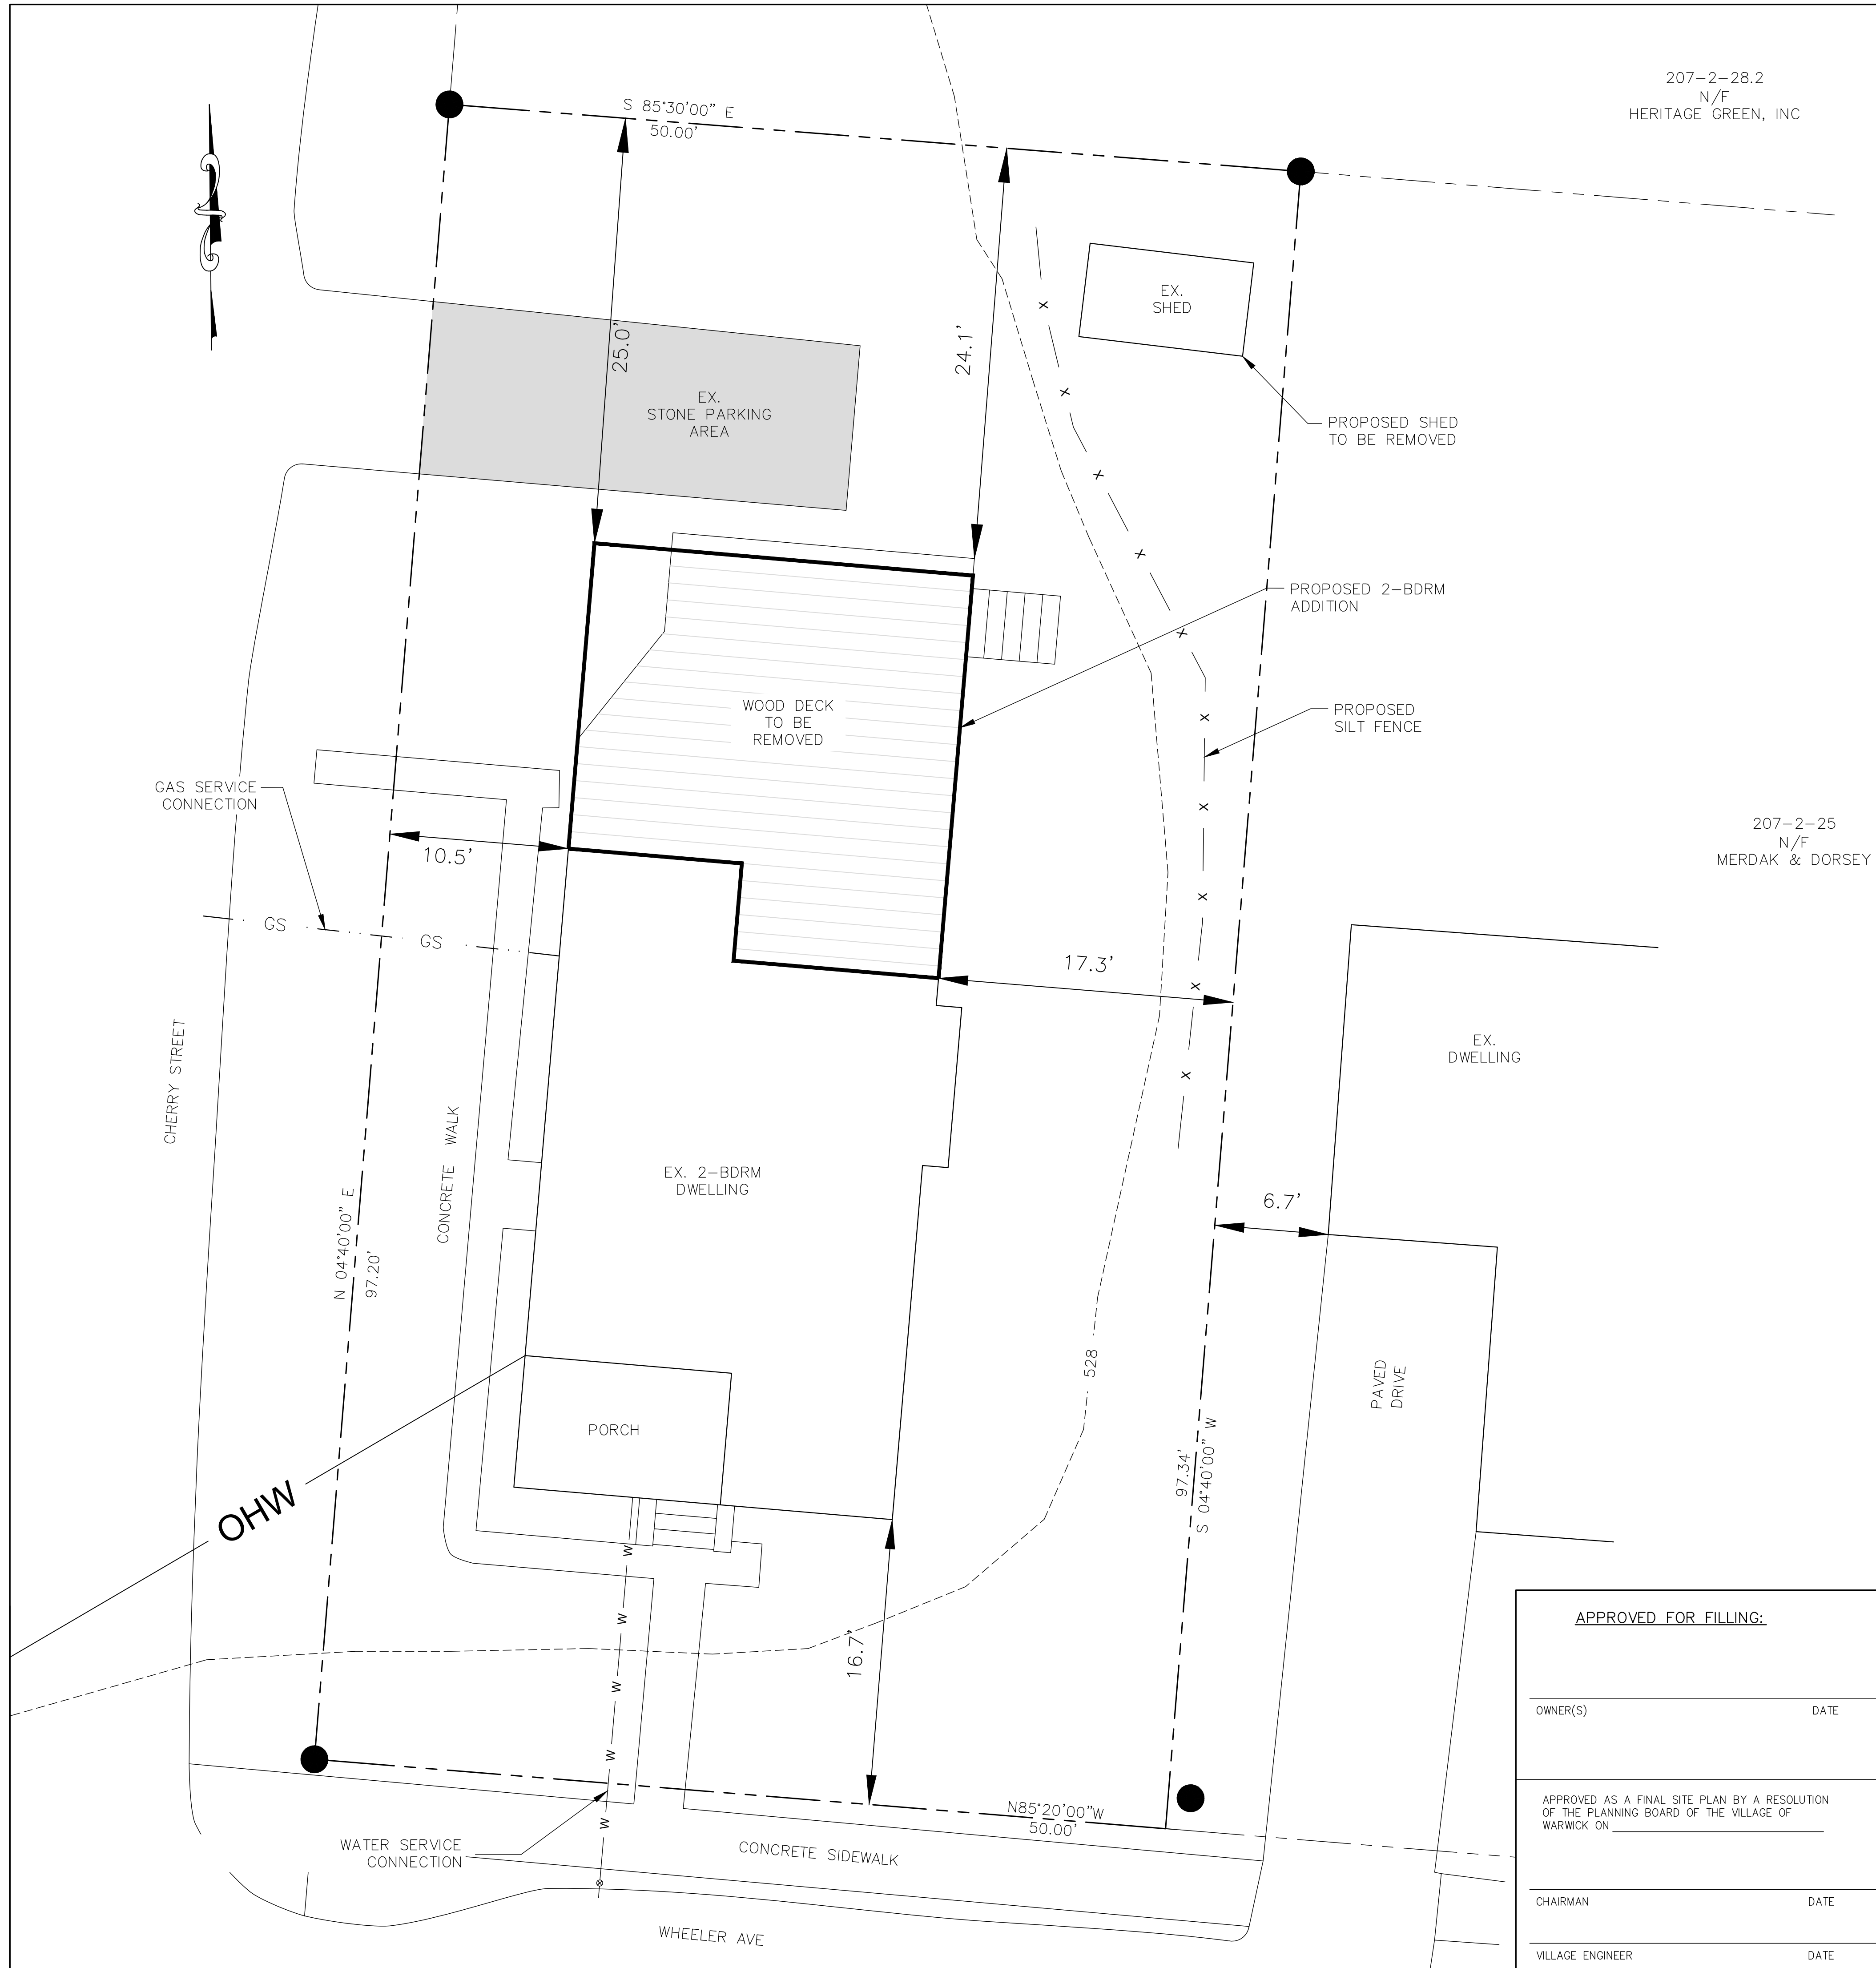 207-2-28.2
N/F
HERITAGE GREEN, INC
S 85°30'00" E
50.00'
25.0'
24.1'
EX.
SHED
EX.
STONE PARKING
AREA
PROPOSED SHED
TO BE REMOVED
x
x
x
x
x
x
x
x
x
x
PROPOSED 2-BDRM
ADDITION
WOOD DECK
TO BE
REMOVED
PROPOSED
SILT FENCE
GAS SERVICE
CONNECTION
10.5'
207-2-25
N/F
MERDAK & DORSEY
GS
GS
17.3'
EX.
DWELLING
CHERRY STREET
CONCRETE WALK
EX. 2-BDRM
DWELLING
6.7'
N 04°40'00" E
97.20'
528
PAVED
DRIVE
PORCH
97.34'
S 04°40'00" W
OHW
W
W
W
W
W
16.7'
APPROVED FOR FILLING:
OWNER(S) DATE
N85°20'00"W
50.00'
APPROVED AS A FINAL SITE PLAN BY A RESOLUTION
OF THE PLANNING BOARD OF THE VILLAGE OF
WARWICK ON
WATER SERVICE
CONNECTION
CONCRETE SIDEWALK
CHAIRMAN DATE
WHEELER AVE
VILLAGE ENGINEER DATE